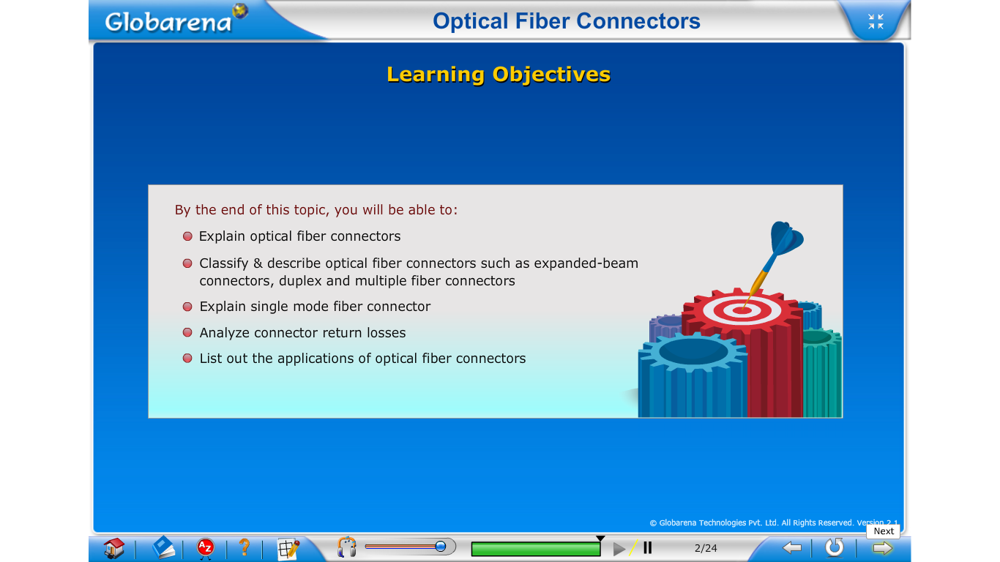 Globarena
Optical Fiber Connectors
Learning Objectives
By the end of this topic, you will be able to:
Explain optical fiber connectors
Classify & describe optical fiber connectors such as expanded-beam
connectors, duplex and multiple fiber connectors
Explain single mode fiber connector
Analyze connector return losses
List out the applications of optical fiber connectors
© Globarena Technologies Pvt. Ltd. All Rights Reserved. Version 2.1
Next
AZ
?
2/24